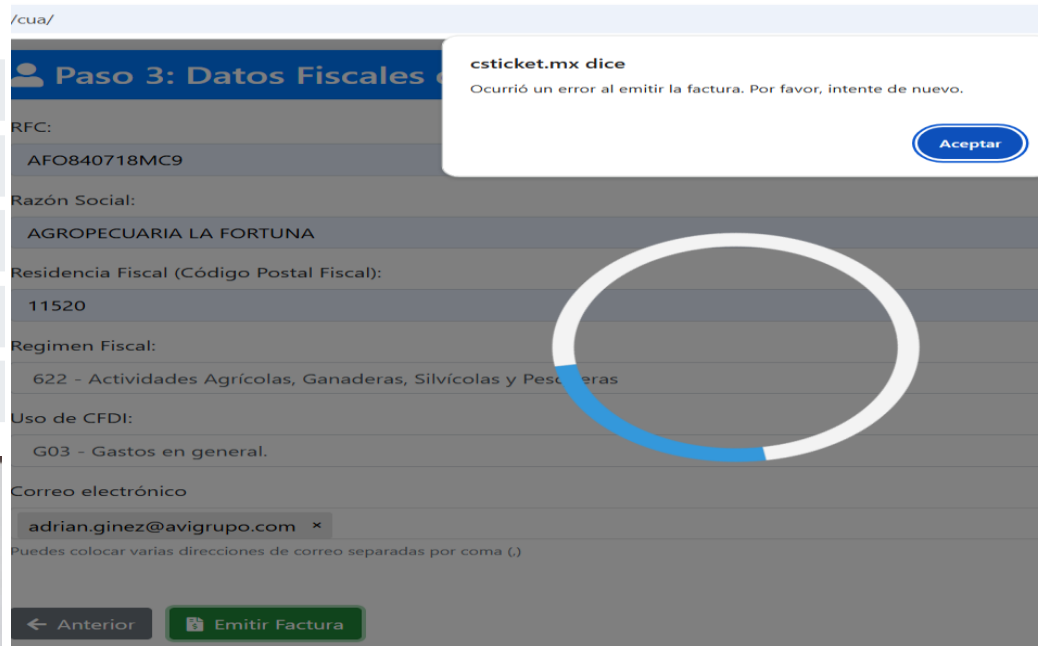 /cua/
csticket.mx dice
Ocurrió un error al emitir la factura. Por favor, intente de nuevo.
Aceptar
Paso 3: Datos Fiscales
RFC:
AFO840718MC9
Razón Social:
AGROPECUARIA LA FORTUNA
Residencia Fiscal (Código Postal Fiscal):
11520
Regimen Fiscal:
622 - Actividades Agrícolas, Ganaderas, Silvícolas y Pesqueras
Uso de CFDI:
G03 - Gastos en general.
Correo electrónico
adrian.ginez@avigrupo.com ×
Puedes colocar varias direcciones de correo separadas por coma (,)
← Anterior
Emitir Factura